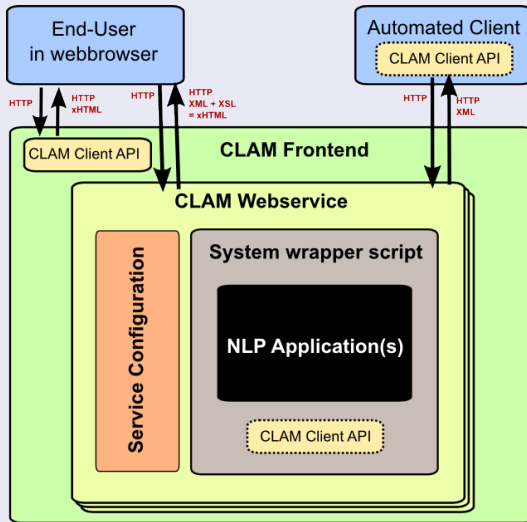 End-User
in webbrowser
Automated Client
CLAM Client API
HTTP
HTTP
xHTML
HTTP
HTTP
XML + XSL
= xHTML
HTTP
HTTP
XML
CLAM Client API
CLAM Frontend
CLAM Webservice
Service Configuration
System wrapper script
NLP Application(s)
CLAM Client API